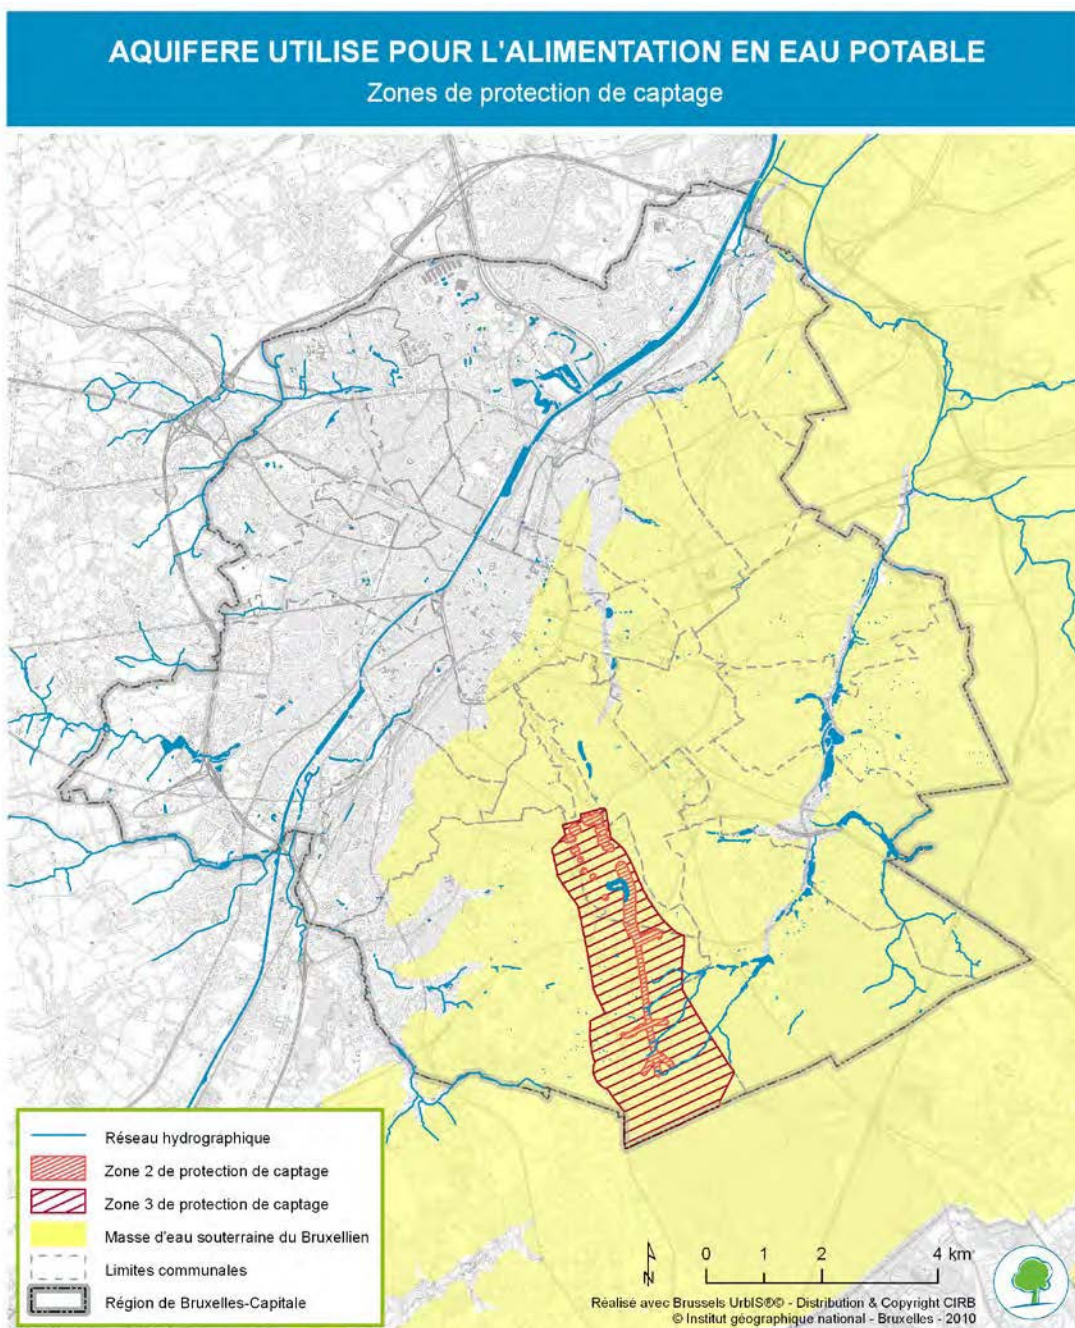 AQUIFERE UTILISE POUR L'ALIMENTATION EN EAU POTABLE
Zones de protection de captage
Réseau hydrographique
Zone 2 de protection de captage
Zone 3 de protection de captage
Masse d'eau souterraine du Bruxellien
Limites communales
Région de Bruxelles-Capitale
N
0 1 2 4 km
Réalisé avec Brussels UrbIS®© - Distribution & Copyright CIRB
© Institut géographique national - Bruxelles - 2010